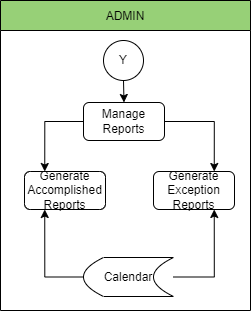 ADMIN
Y
Manage
Reports
Generate
Accomplished
Reports
Generate
Exception
Reports
Calendar